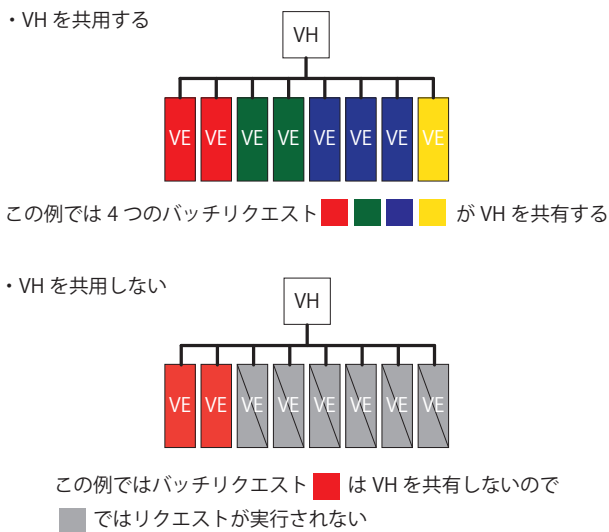 ・VH を共用する
VH
VE VE VE VE VE VE VE VE
この例では 4 つのバッチリクエスト が VH を共有する
・VH を共用しない
VH
VE VE VE VE VE VE VE VE
この例ではバッチリクエスト は VH を共有しないので
ではリクエストが実行されない